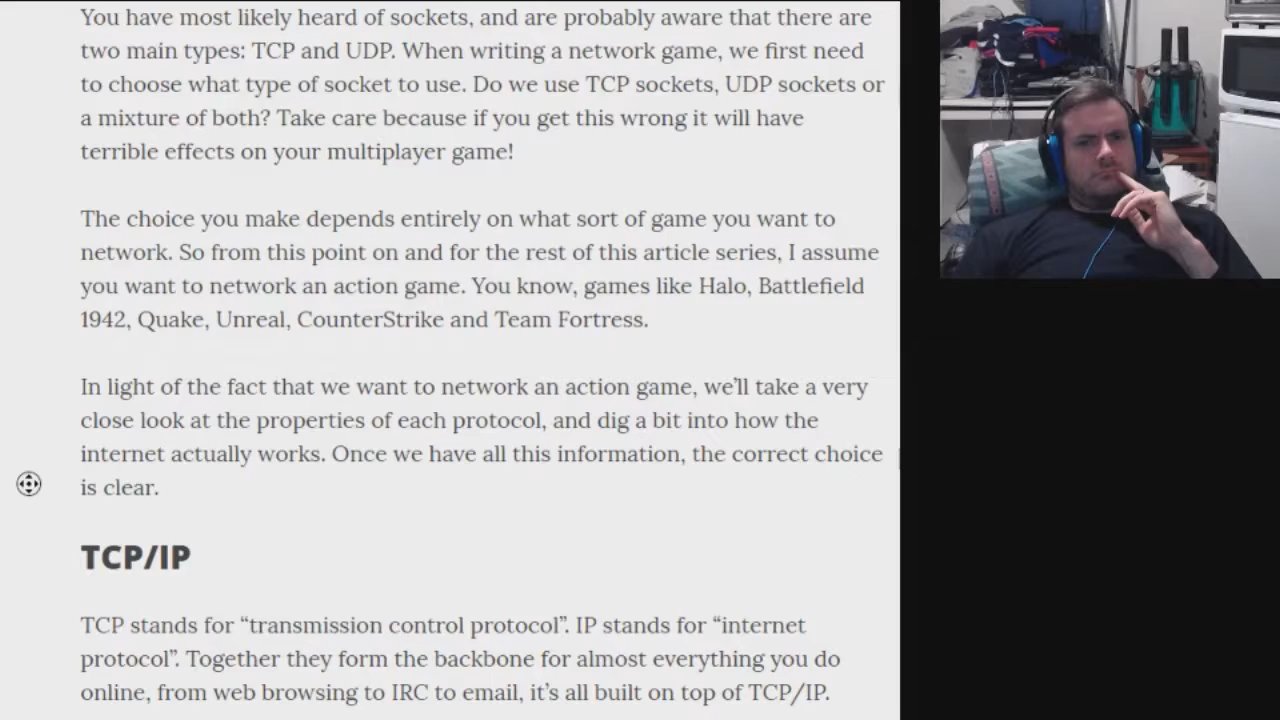 You have most likely heard of sockets, and are probably aware that there are
two main types: TCP and UDP. When writing a network game, we first need
to choose what type of socket to use. Do we use TCP sockets, UDP sockets or
a mixture of both? Take care because if you get this wrong it will have
terrible effects on your multiplayer game!
The choice you make depends entirely on what sort of game you want to
network. So from this point on and for the rest of this article series, I assume
you want to network an action game. You know, games like Halo, Battlefield
1942, Quake, Unreal, CounterStrike and Team Fortress.
In light of the fact that we want to network an action game, we’ll take a very
close look at the properties of each protocol, and dig a bit into how the
internet actually works. Once we have all this information, the correct choice
is clear.
TCP/IP
TCP stands for “transmission control protocol”. IP stands for “internet
protocol”. Together they form the backbone for almost everything you do
online, from web browsing to IRC to email, it’s all built on top of TCP/IP.